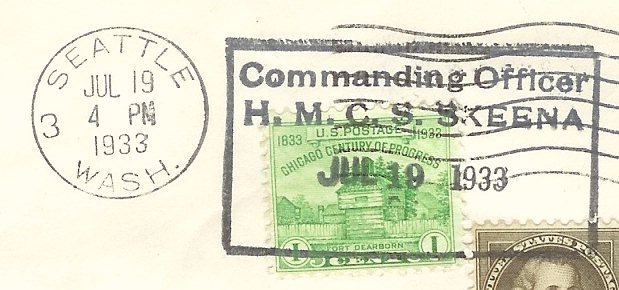 SEATTLE
JUL 19
4 PM
1933
3
WASH.
Commanding Officer
H. M. C. S. SKEENA
JUL 19 1933
U.S. POSTAGE
1833 1933
CHICAGO CENTURY OF PROGRESS
FORT DEARBORN
1 1